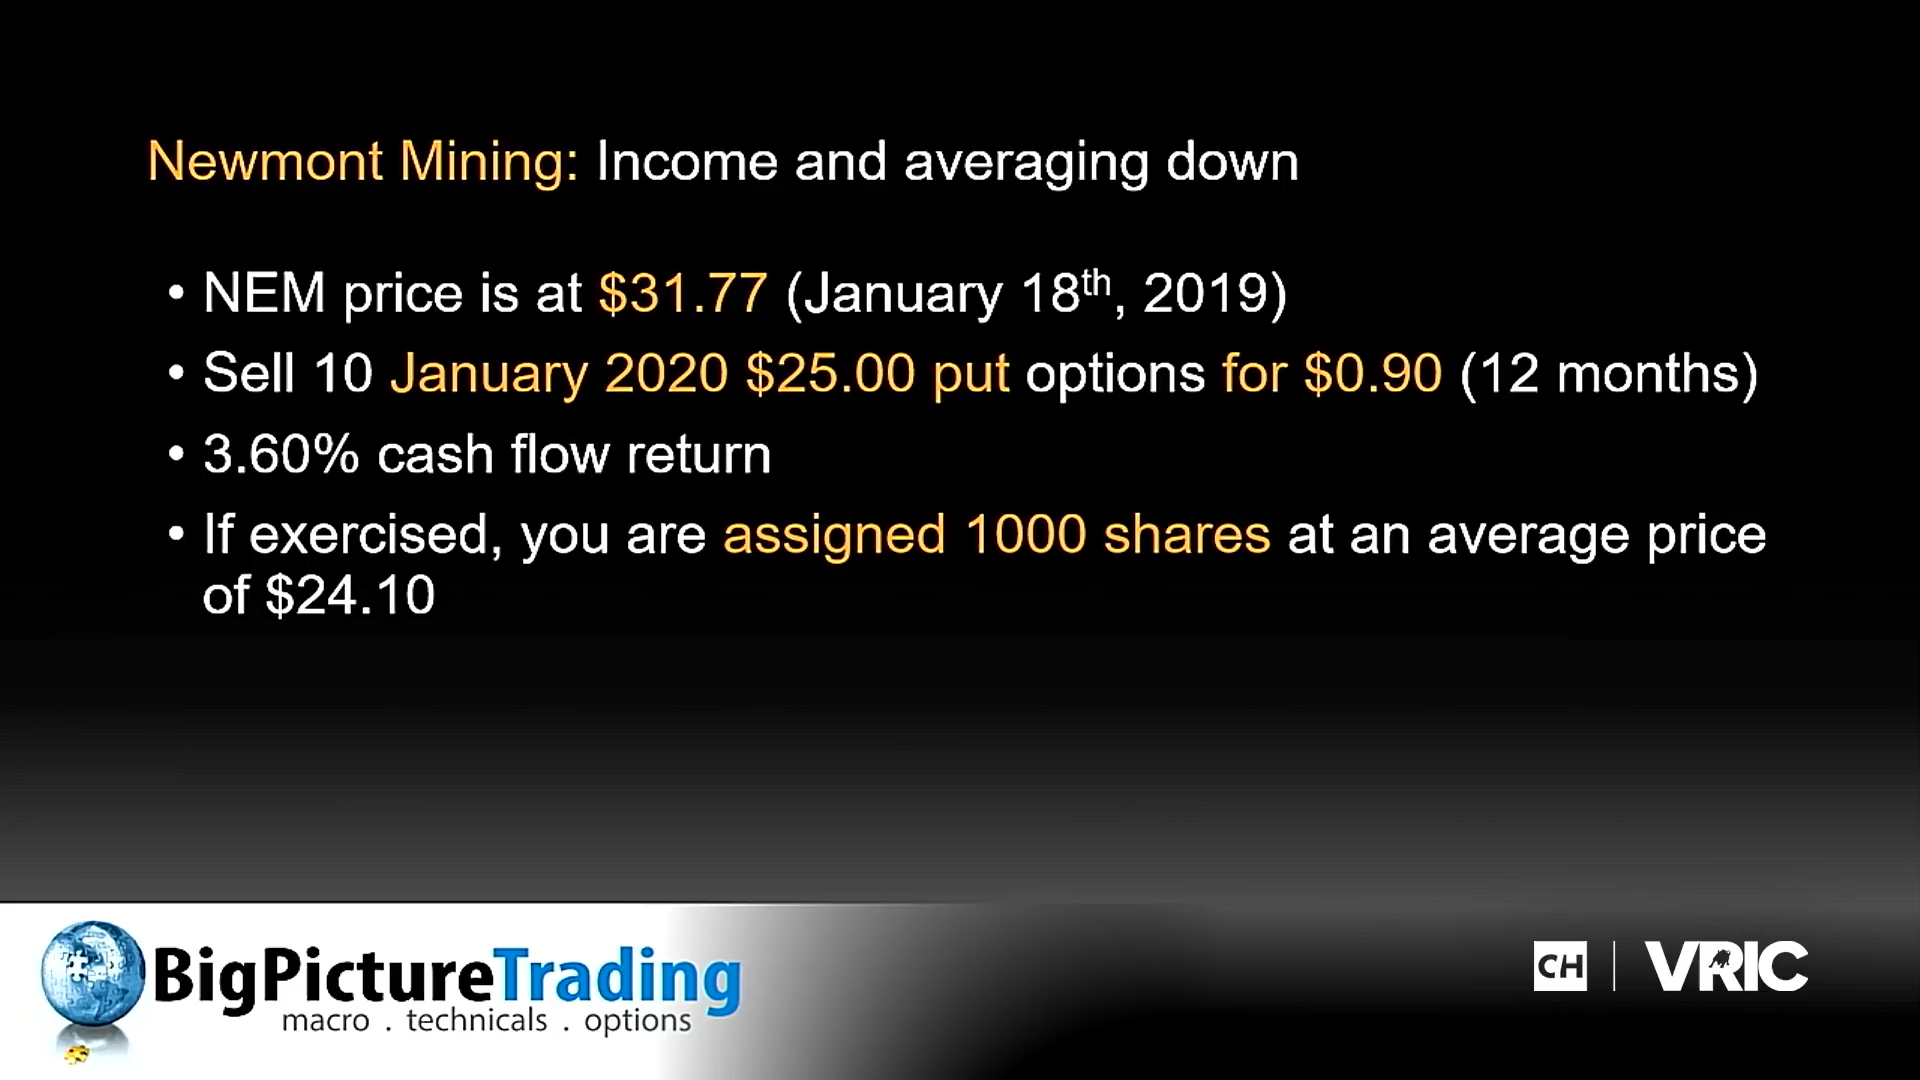 Newmont Mining: Income and averaging down
• NEM price is at $31.77 (January 18th, 2019)
• Sell 10 January 2020 $25.00 put options for $0.90 (12 months)
• 3.60% cash flow return
• If exercised, you are assigned 1000 shares at an average price
of $24.10
BigPictureTrading
macro . technicals . options
CH | VRIC